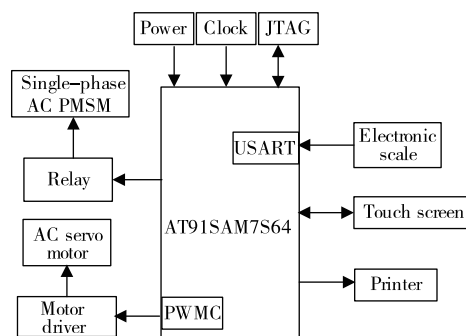 Power
Clock
JTAG
Single-phase
AC PMSM
USART
Electronic
scale
Relay
AT91SAM7S64
Touch screen
AC servo
motor
Printer
Motor
driver
PWMC